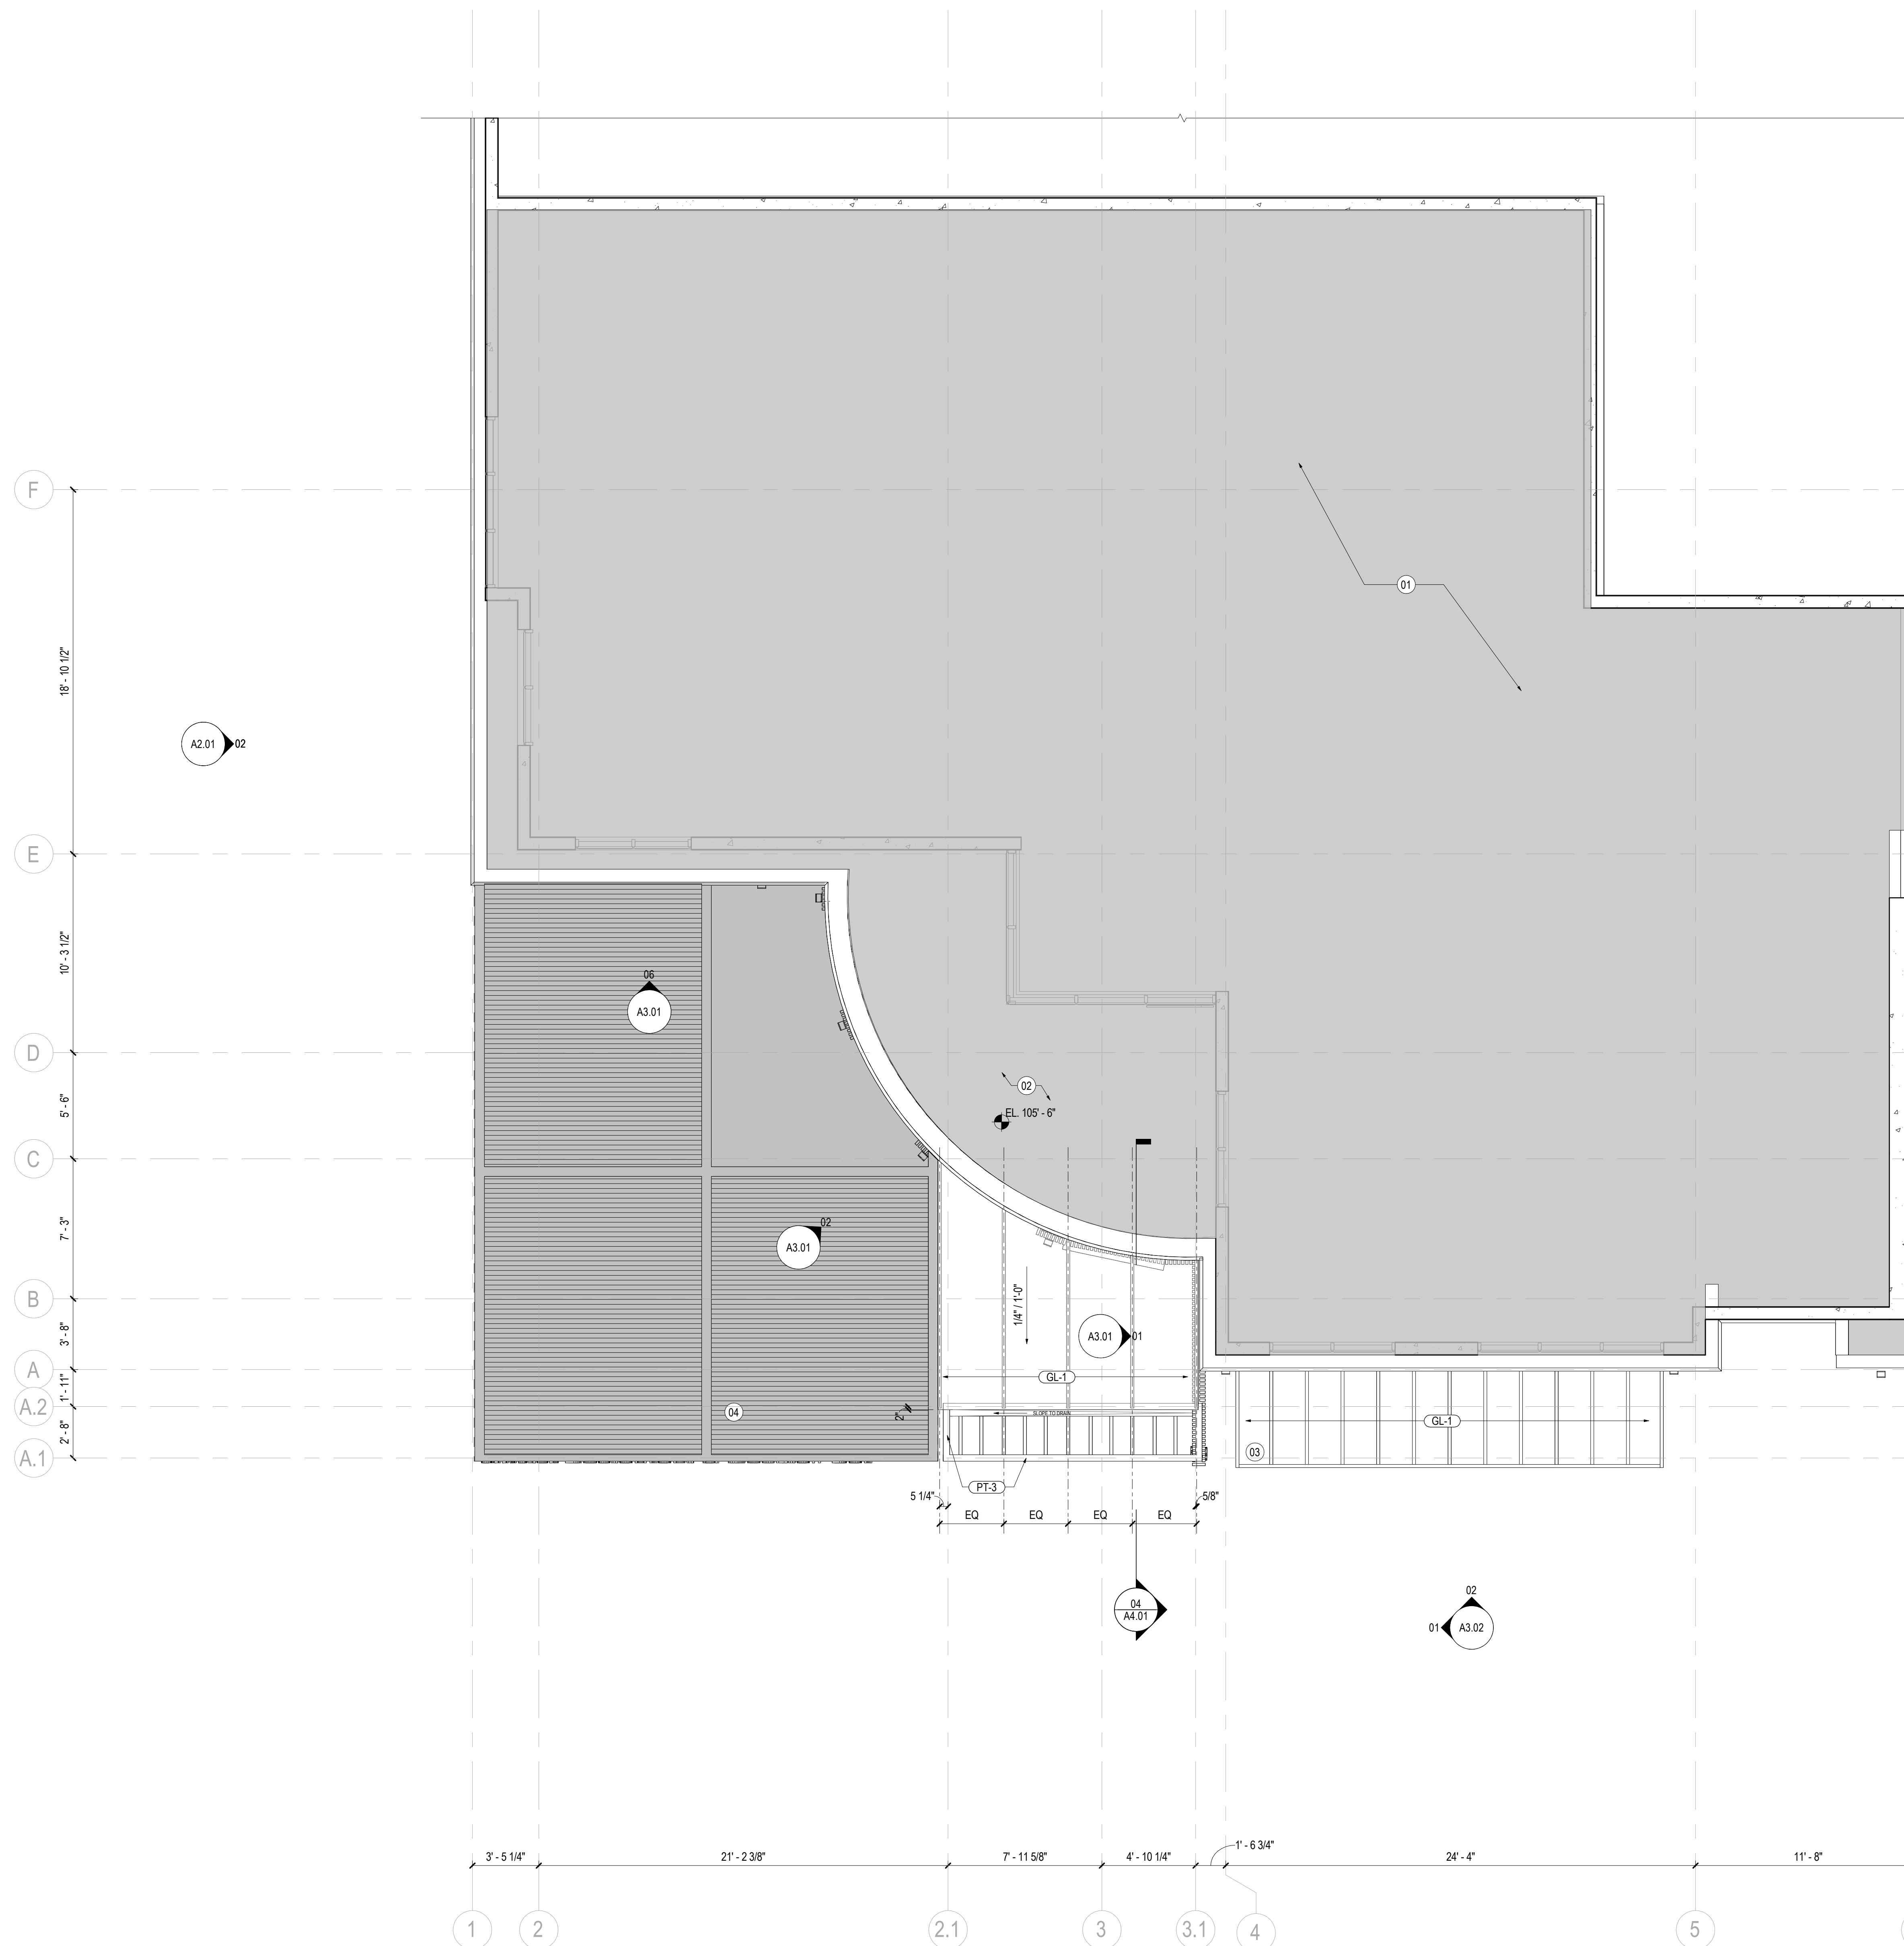 F
01
18' - 10 1/2"
A2.01
02
E
10' - 3 1/2"
06
A3.01
D
02
5' - 6"
EL. 105' - 6"
C
7' - 3"
02
A3.01
1/4" / 1'-0"
B
3' - 8"
A3.01
01
A
GL-1
1' - 11"
A.2
04
2"
SLOPE TO DRAIN
GL-1
2' - 8"
03
A.1
PT-3
5 1/4"
5/8"
EQ
EQ
EQ
EQ
04
A4.01
02
01
A3.02
1' - 6 3/4"
3' - 5 1/4"
21' - 2 3/8"
7' - 11 5/8"
4' - 10 1/4"
24' - 4"
11' - 8"
1
2
2.1
3
3.1
4
5